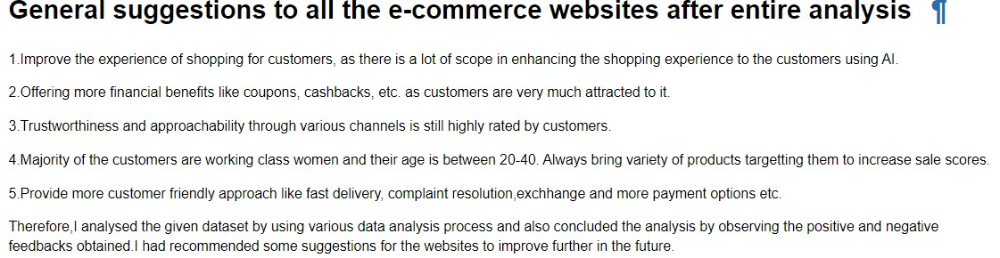 General suggestions to all the e-commerce websites after entire analysis ¶
1.Improve the experience of shopping for customers, as there is a lot of scope in enhancing the shopping experience to the customers using AI.
2.Offering more financial benefits like coupons, cashbacks, etc. as customers are very much attracted to it.
3.Trustworthiness and approachability through various channels is still highly rated by customers.
4.Majority of the customers are working class women and their age is between 20-40. Always bring variety of products targetting them to increase sale scores.
5.Provide more customer friendly approach like fast delivery, complaint resolution,exchhange and more payment options etc.
Therefore,I analysed the given dataset by using various data analysis process and also concluded the analysis by observing the positive and negative
feedbacks obtained.I had recommended some suggestions for the websites to improve further in the future.